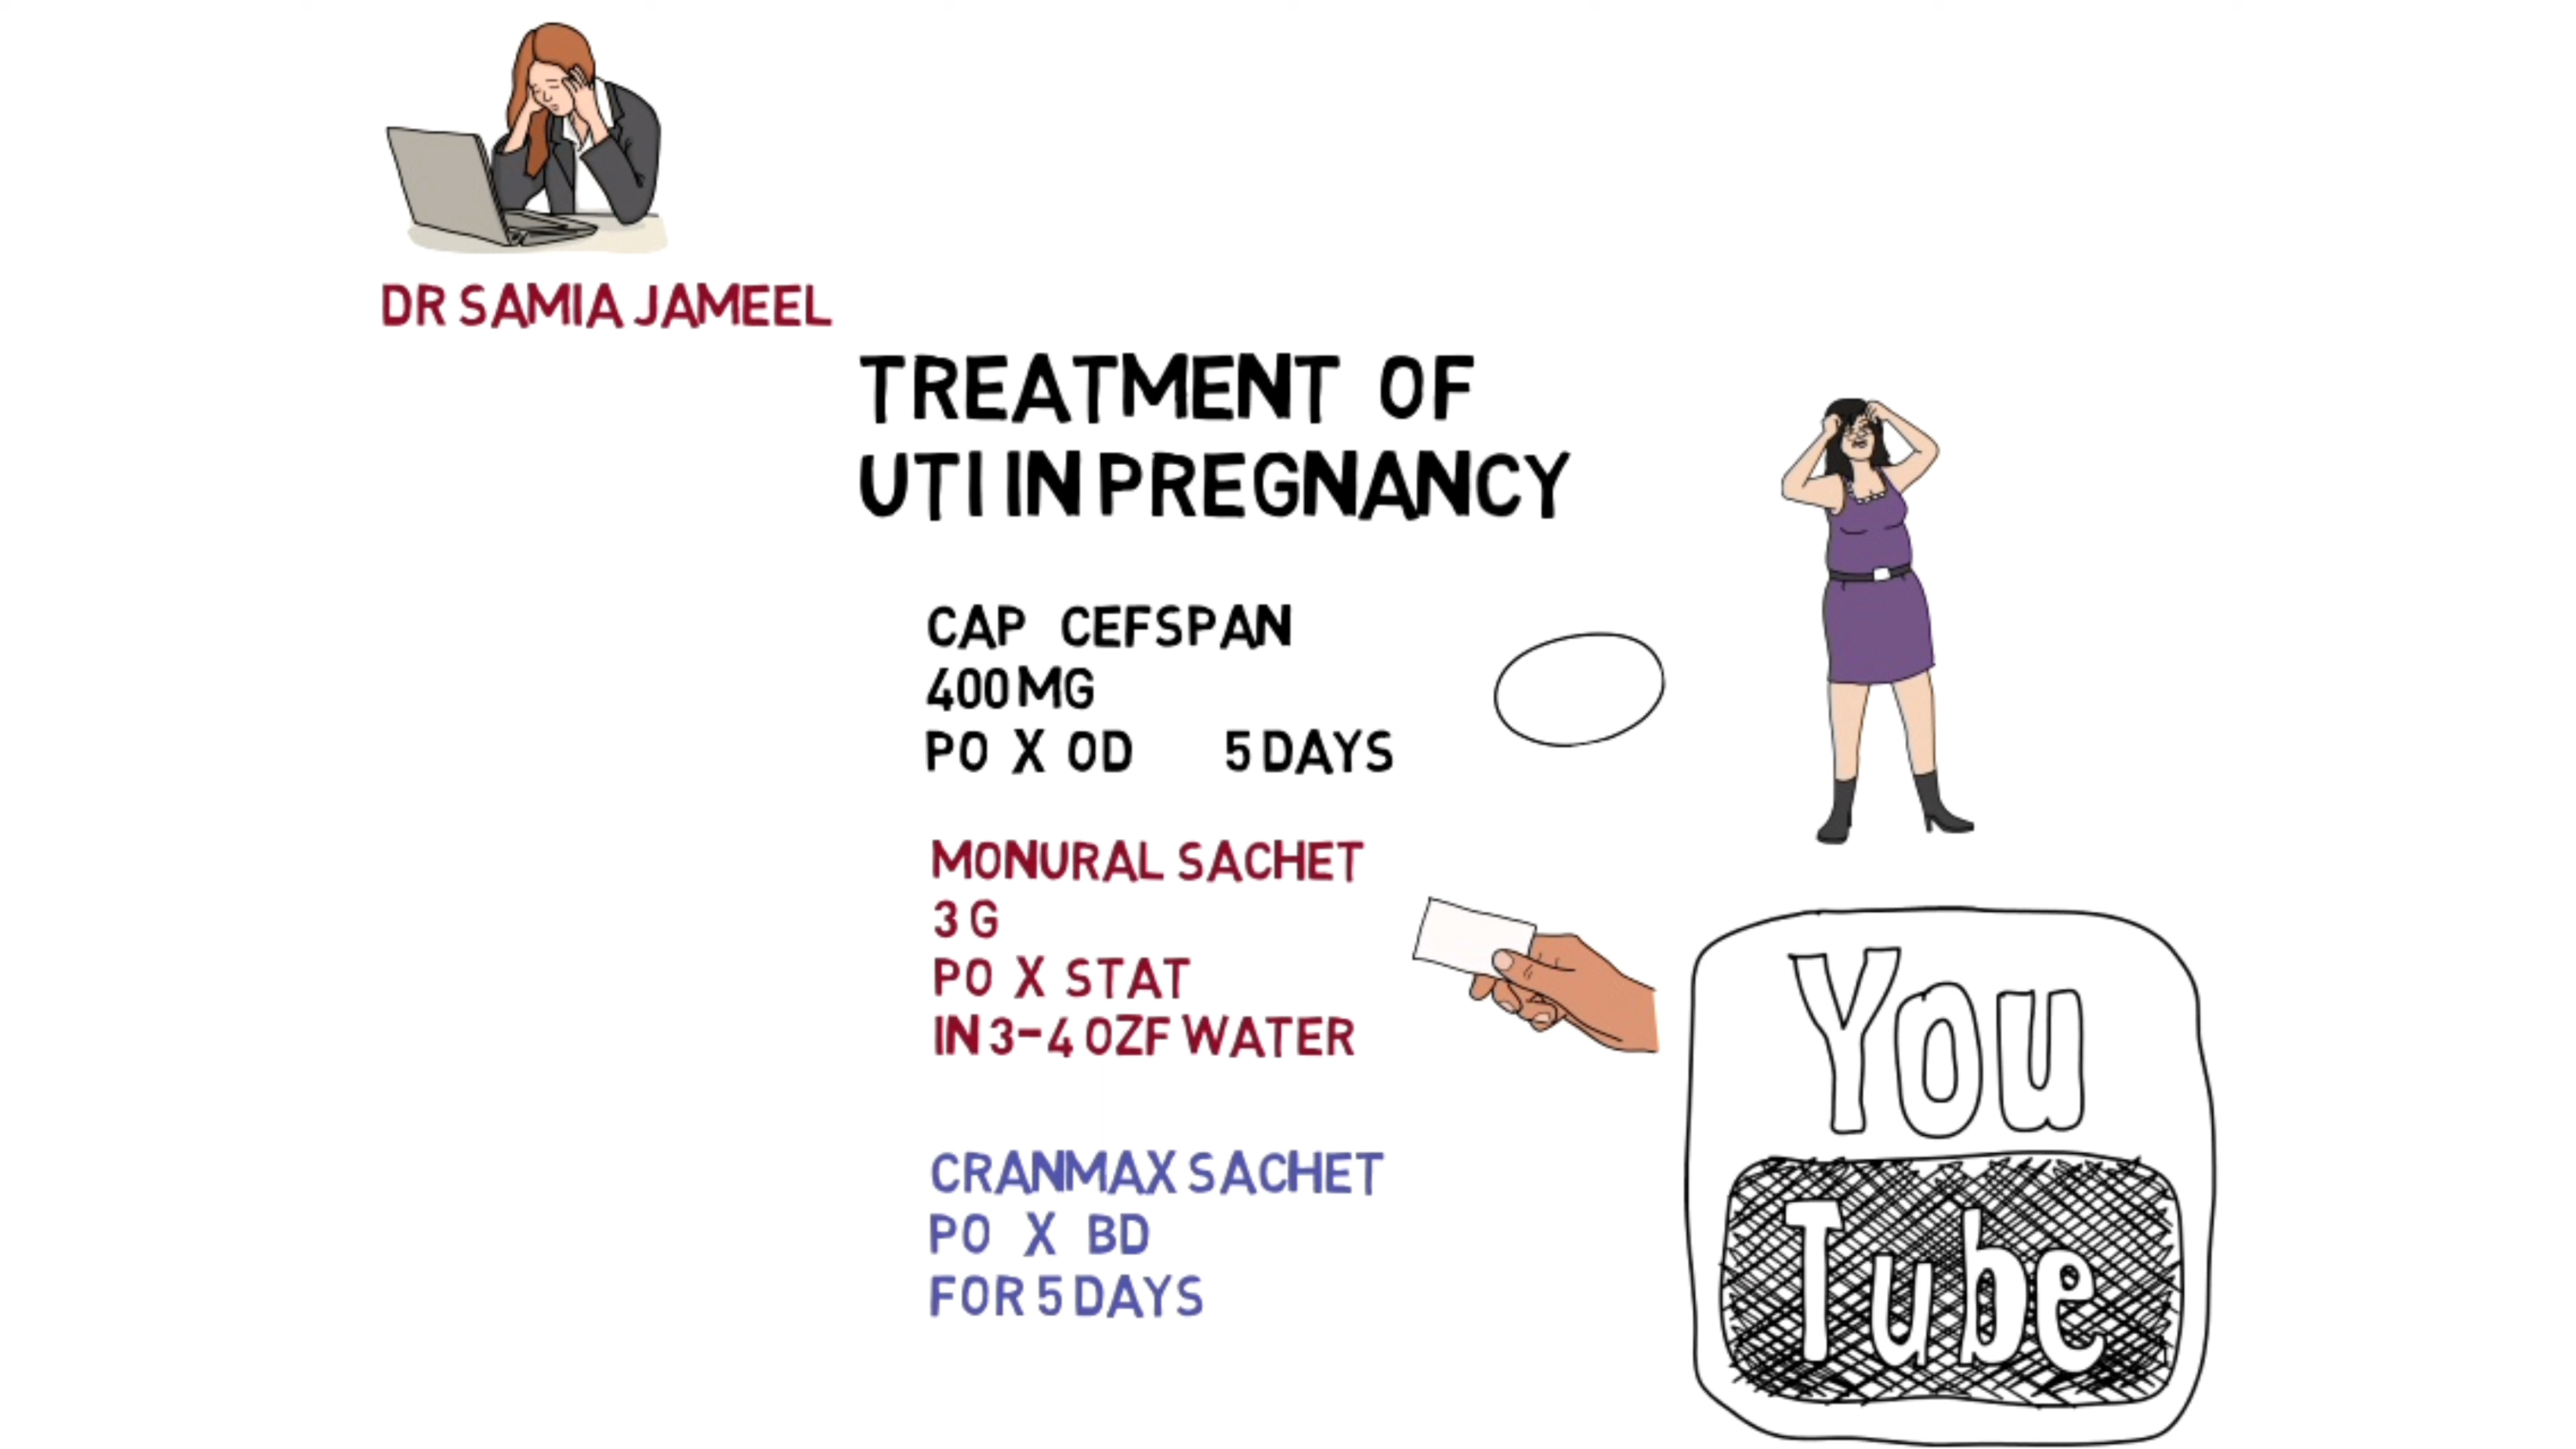 DR SAMIA JAMEEL
TREATMENT OF
UTI IN PREGNANCY
CAP CEFSPAN
400 MG
PO X OD 5 DAYS
MONURAL SACHET
3 G
PO X STAT
IN 3-4 OZF WATER
CRANMAX SACHET
PO X BD
FOR 5 DAYS
You
Tube